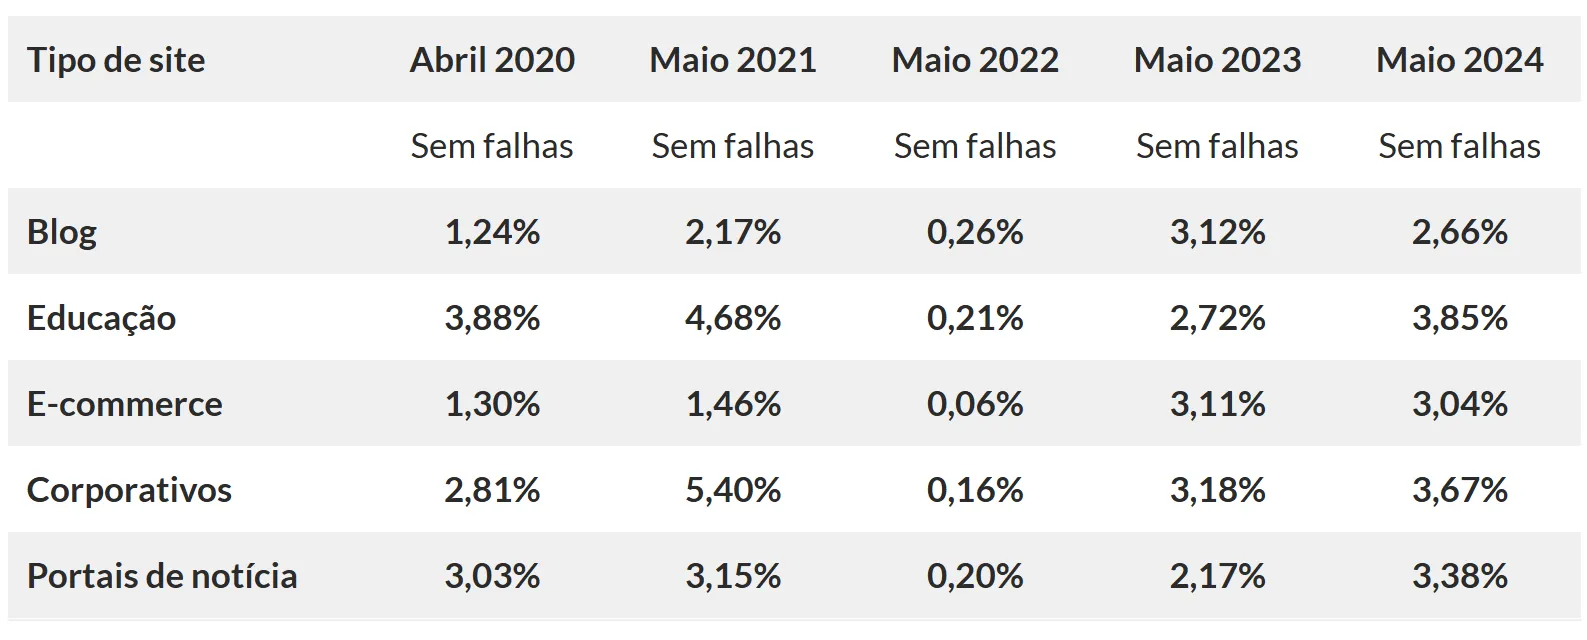 Tipo de site Abril 2020 Maio 2021 Maio 2022 Maio 2023 Maio 2024
Sem falhas Sem falhas Sem falhas Sem falhas Sem falhas
Blog 1,24% 2,17% 0,26% 3,12% 2,66%
Educação 3,88% 4,68% 0,21% 2,72% 3,85%
E-commerce 1,30% 1,46% 0,06% 3,11% 3,04%
Corporativos 2,81% 5,40% 0,16% 3,18% 3,67%
Portais de notícia 3,03% 3,15% 0,20% 2,17% 3,38%